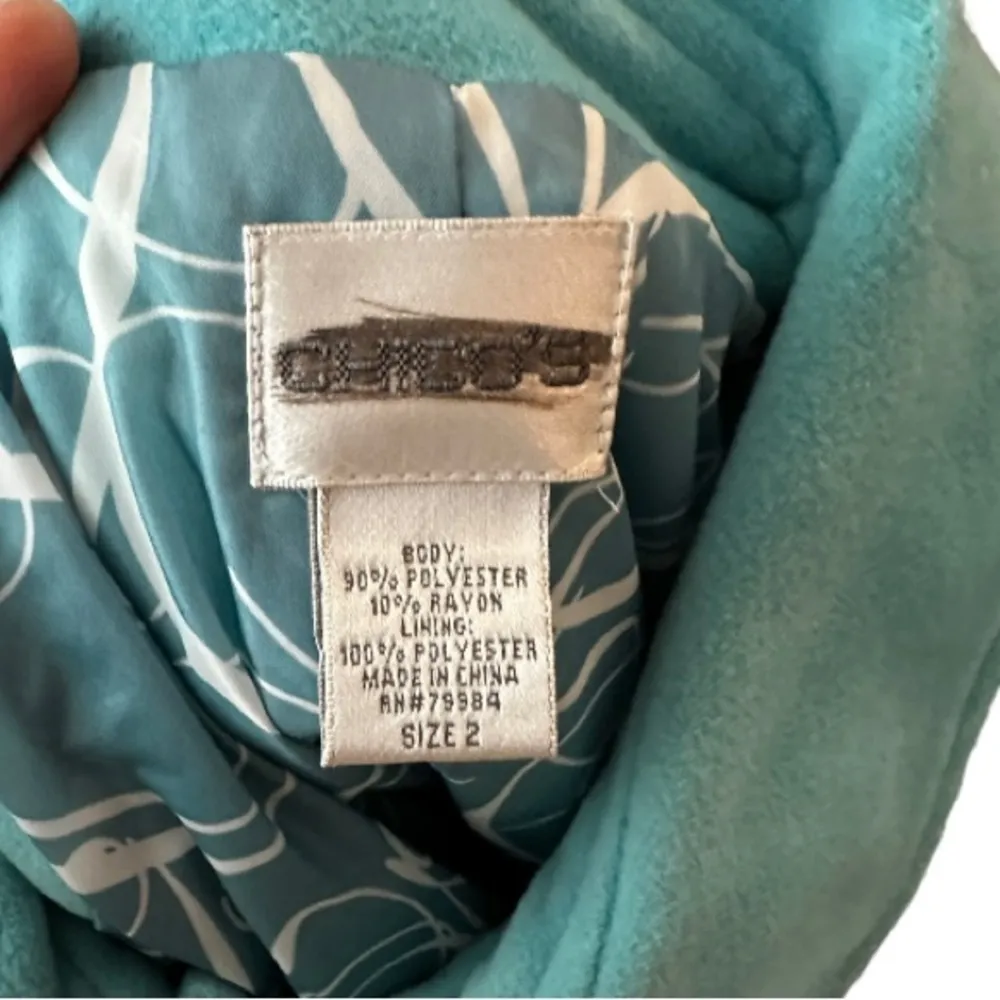 CHICO'S
BODY:
90% POLYESTER
10% RAYON
LINING:
100% POLYESTER
MADE IN CHINA
RN#79984
SIZE 2